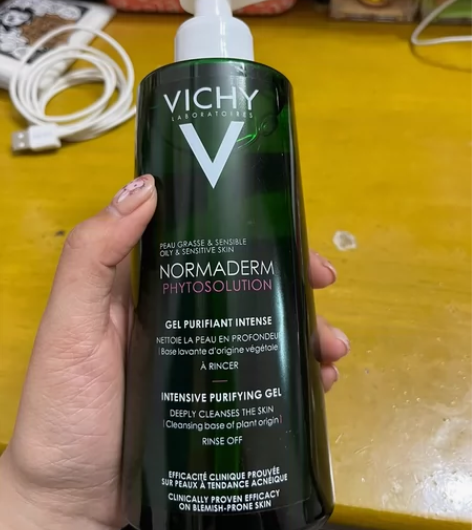 VICHY
LABORATOIRES
V
PEAU GRASSE & SENSIBLE
OILY & SENSITIVE SKIN
NORMADERM
PHYTOSOLUTION
GEL PURIFIANT INTENSE
NETTOIE LA PEAU EN PROFONDEUR
[Base lavante d'origine végétale]
À RINCER
INTENSIVE PURIFYING GEL
DEEPLY CLEANSES THE SKIN
[Cleansing base of plant origin]
RINSE OFF
EFFICACITÉ CLINIQUE PROUVÉE
SUR PEAUX À TENDANCE ACNÉIQUE
CLINICALLY PROVEN EFFICACY
ON BLEMISH-PRONE SKIN